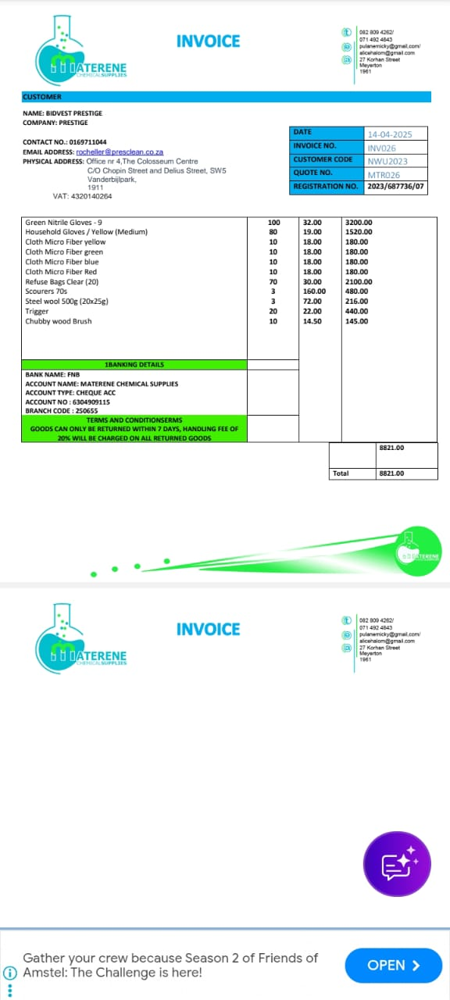 INVOICE
ATERENE
CHEMICALSUPPLIES
082 809 4262/
071 492 4843
pulanemicky@gmail.com/
alicehalom@gmail.com
27 Korhan Street
Meyerton
1961
CUSTOMER
NAME: BIDVEST PRESTIGE
COMPANY: PRESTIGE
CONTACT NO.: 0169711044
EMAIL ADDRESS: rocheller@presclean.co.za
PHYSICAL ADDRESS: Office nr 4,The Colosseum Centre
C/O Chopin Street and Delius Street, SW5
Vanderbijlpark,
1911
VAT: 4320140264
DATE 14-04-2025
INVOICE NO. INV026
CUSTOMER CODE NWU2023
QUOTE NO. MTR026
REGISTRATION NO. 2023/687736/07
Green Nitrile Gloves - 9 100 32.00 3200.00
Household Gloves / Yellow (Medium) 80 19.00 1520.00
Cloth Micro Fiber yellow 10 18.00 180.00
Cloth Micro Fiber green 10 18.00 180.00
Cloth Micro Fiber blue 10 18.00 180.00
Cloth Micro Fiber Red 10 18.00 180.00
Refuse Bags Clear (20) 70 30.00 2100.00
Scourers 70s 3 160.00 480.00
Steel wool 500g (20x25g) 3 72.00 216.00
Trigger 20 22.00 440.00
Chubby wood Brush 10 14.50 145.00
1BANKING DETAILS
BANK NAME: FNB
ACCOUNT NAME: MATERENE CHEMICAL SUPPLIES
ACCOUNT TYPE: CHEQUE ACC
ACCOUNT NO : 6304909115
BRANCH CODE : 250655
TERMS AND CONDITIONSERMS
GOODS CAN ONLY BE RETURNED WITHIN 7 DAYS, HANDLING FEE OF
20% WILL BE CHARGED ON ALL RETURNED GOODS
8821.00
Total 8821.00
ATERENE
INVOICE
ATERENE
CHEMICALSUPPLIES
082 809 4262/
071 492 4843
pulanemicky@gmail.com/
alicehalom@gmail.com
27 Korhan Street
Meyerton
1961
Gather your crew because Season 2 of Friends of
Amstel: The Challenge is here!
OPEN